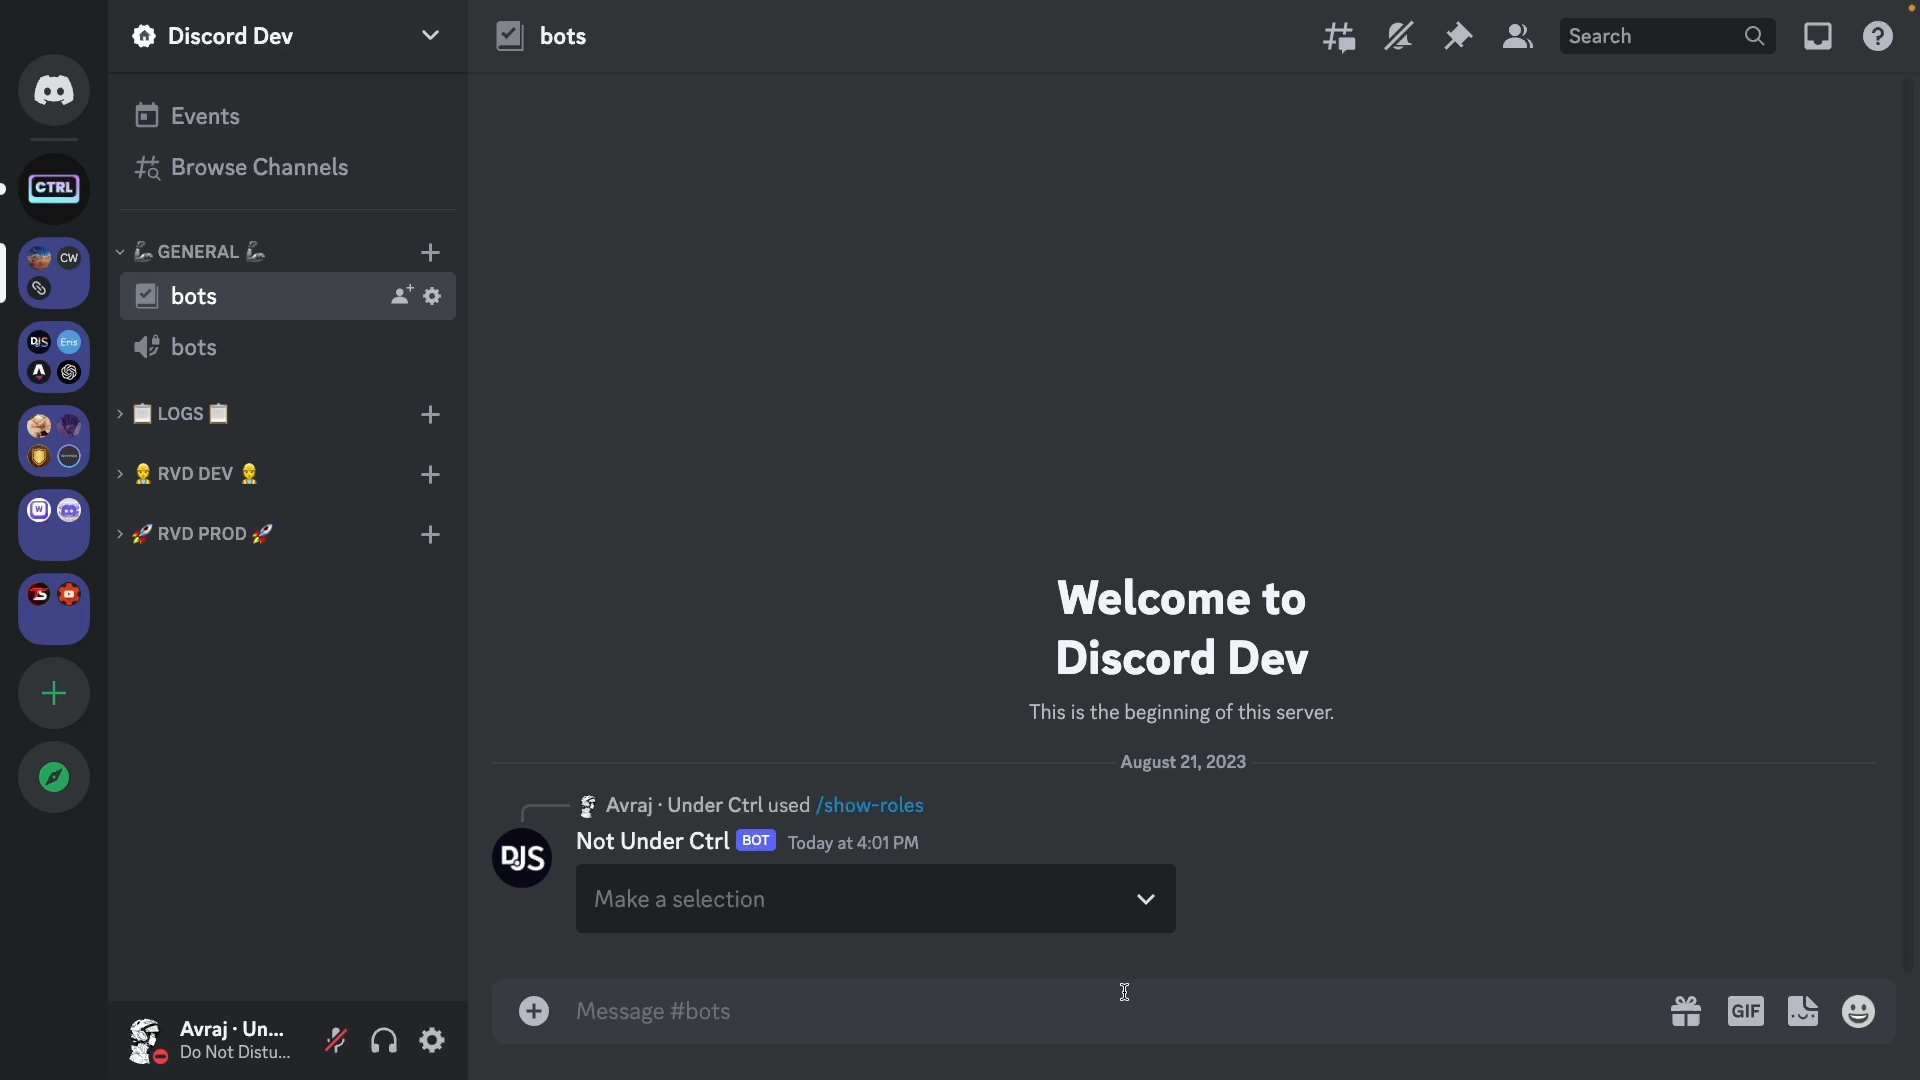 Discord Dev
bots
Search
Events
Browse Channels
CTRL
GENERAL
CW
bots
bots
DJS Eris
LOGS
RVD DEV
RVD PROD
W
Welcome to
Discord Dev
This is the beginning of this server.
August 21, 2023
Avraj · Under Ctrl used /show-roles
DJS
Not Under Ctrl BOT Today at 4:01 PM
Make a selection
Message #bots
GIF
Avraj · Un...
Do Not Distu...